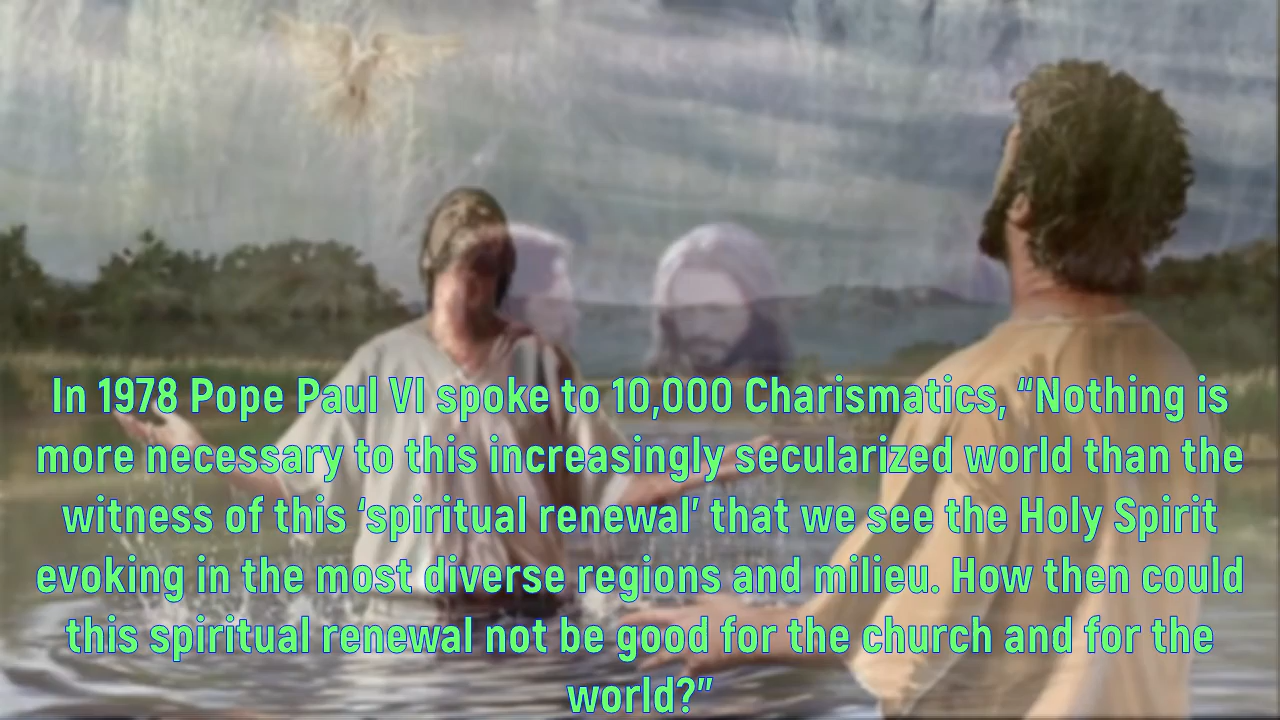 In 1978 Pope Paul VI spoke to 10,000 Charismatics, “Nothing is
more necessary to this increasingly secularized world than the
witness of this ‘spiritual renewal’ that we see the Holy Spirit
evoking in the most diverse regions and milieu. How then could
this spiritual renewal not be good for the church and for the
world?”